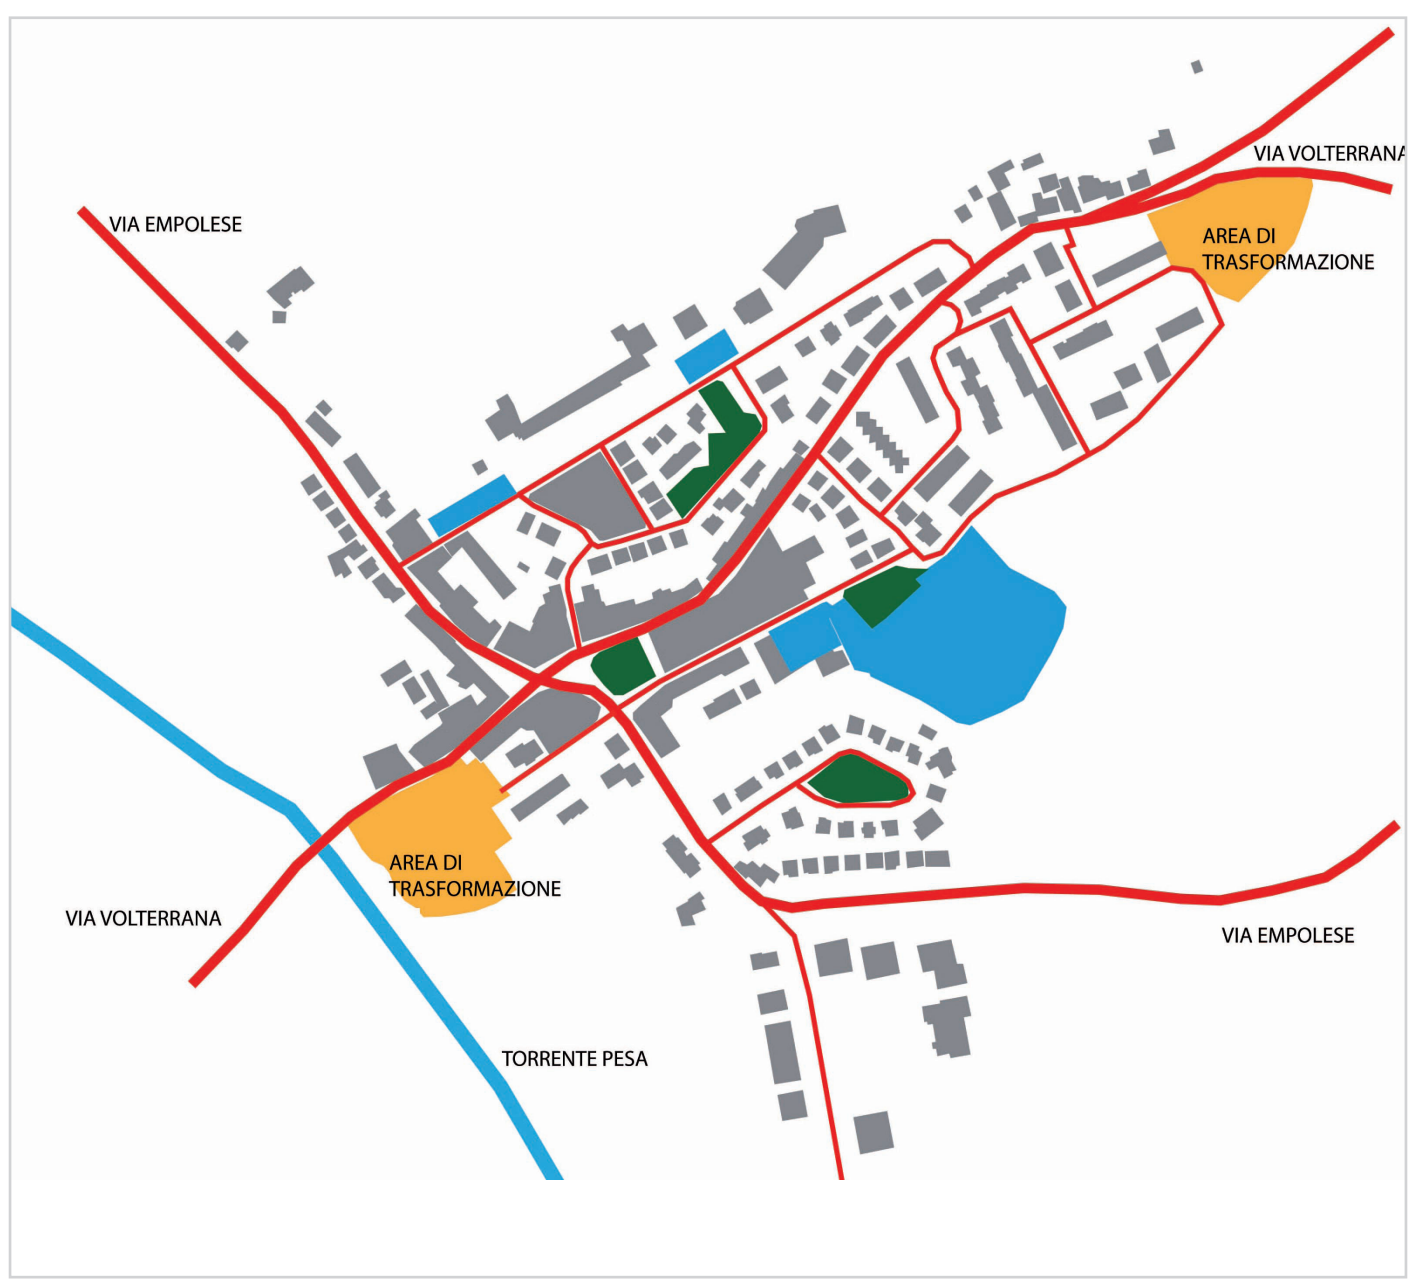 VIA VOLTERRANA
VIA EMPOLESE
AREA DI
TRASFORMAZIONE
AREA DI
TRASFORMAZIONE
VIA VOLTERRANA
VIA EMPOLESE
TORRENTE PESA